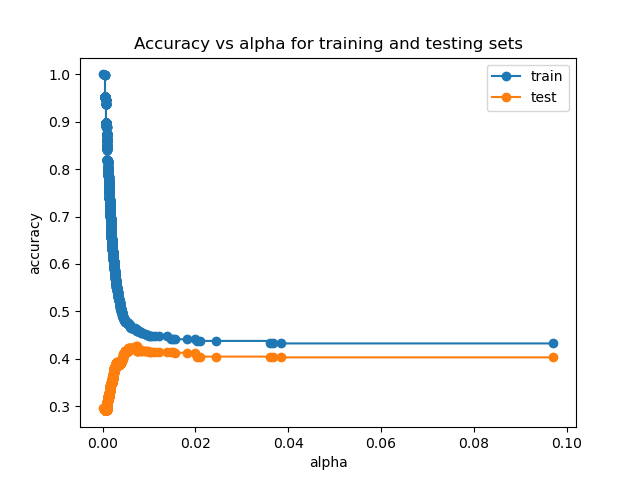 Accuracy vs alpha for training and testing sets
train
test
1.0
0.9
0.8
0.7
0.6
0.5
0.4
0.3
accuracy
0.00 0.02 0.04 0.06 0.08 0.10
alpha